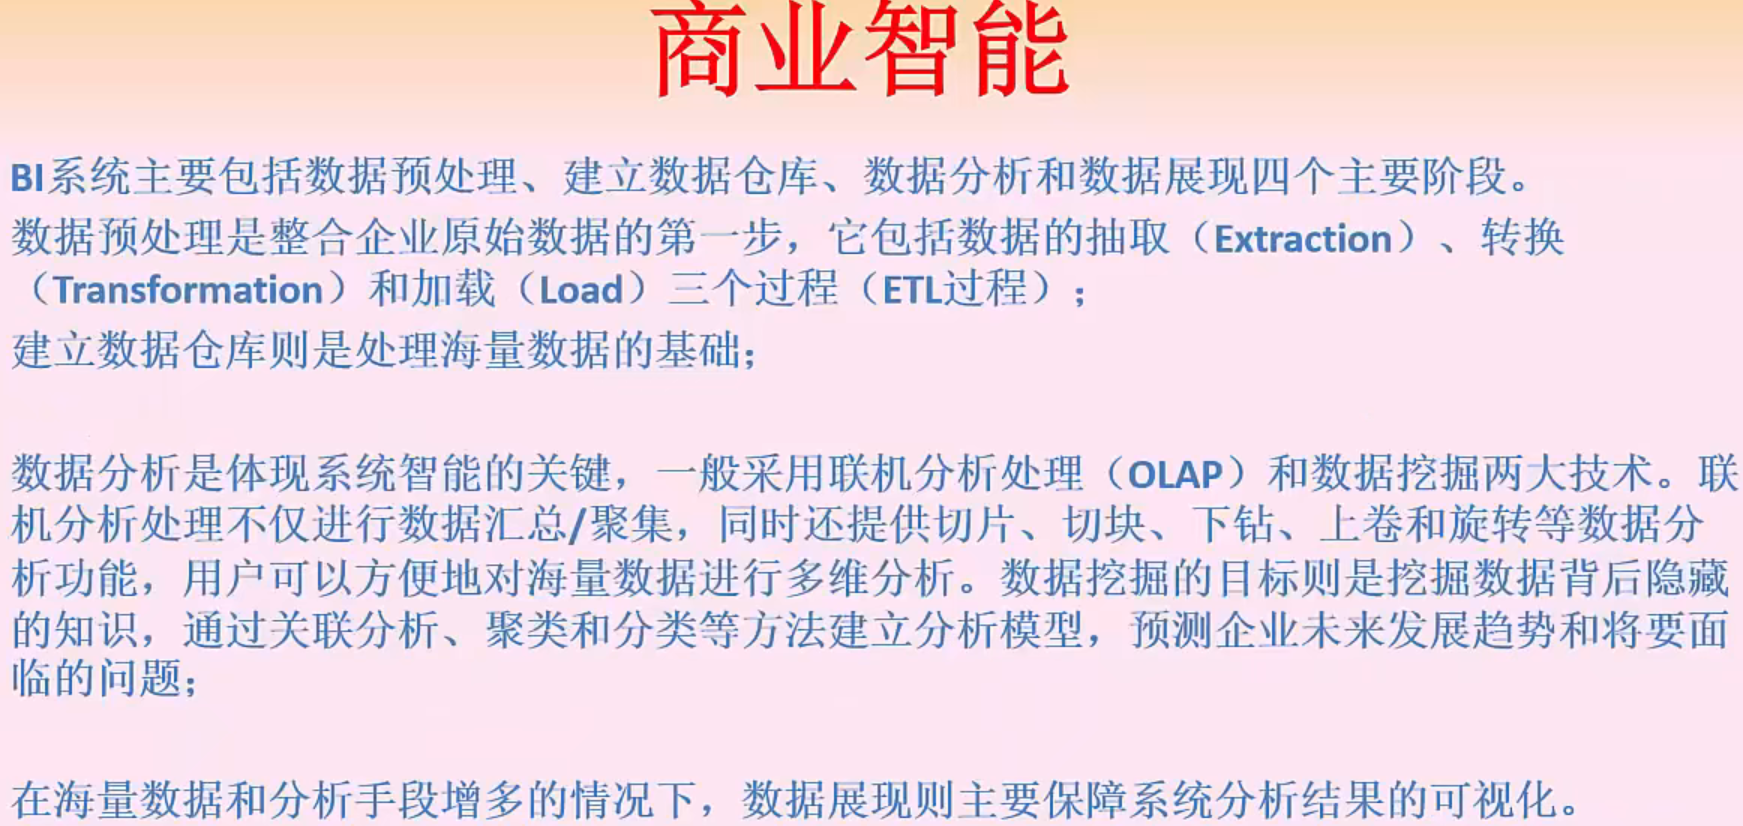 商业智能
BI系统主要包括数据预处理、建立数据仓库、数据分析和数据展现四个主要阶段。
数据预处理是整合企业原始数据的第一步，它包括数据的抽取（Extraction）、转换
（Transformation）和加载（Load）三个过程（ETL过程）；
建立数据仓库则是处理海量数据的基础；
数据分析是体现系统智能的关键，一般采用联机分析处理（OLAP）和数据挖掘两大技术。联
机分析处理不仅进行数据汇总/聚集，同时还提供切片、切块、下钻、上卷和旋转等数据分
析功能，用户可以方便地对海量数据进行多维分析。数据挖掘的目标则是挖掘数据背后隐藏
的知识，通过关联分析、聚类和分类等方法建立分析模型，预测企业未来发展趋势和将要面
临的问题；
在海量数据和分析手段增多的情况下，数据展现则主要保障系统分析结果的可视化。